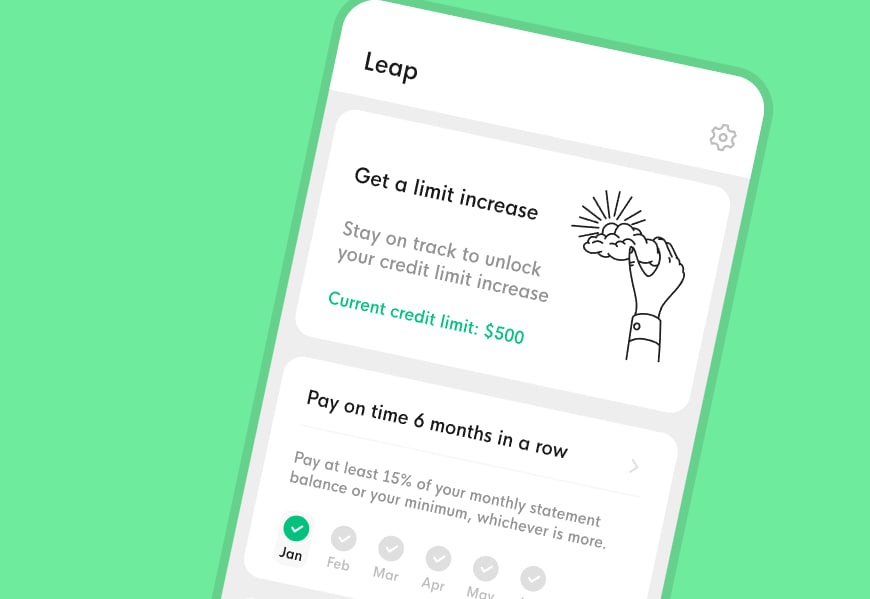 Leap
Get a limit increase
Stay on track to unlock
your credit limit increase
Current credit limit: $500
Pay on time 6 months in a row
Pay at least 15% of your monthly statement
balance or your minimum, whichever is more.
Jan Feb Mar Apr May